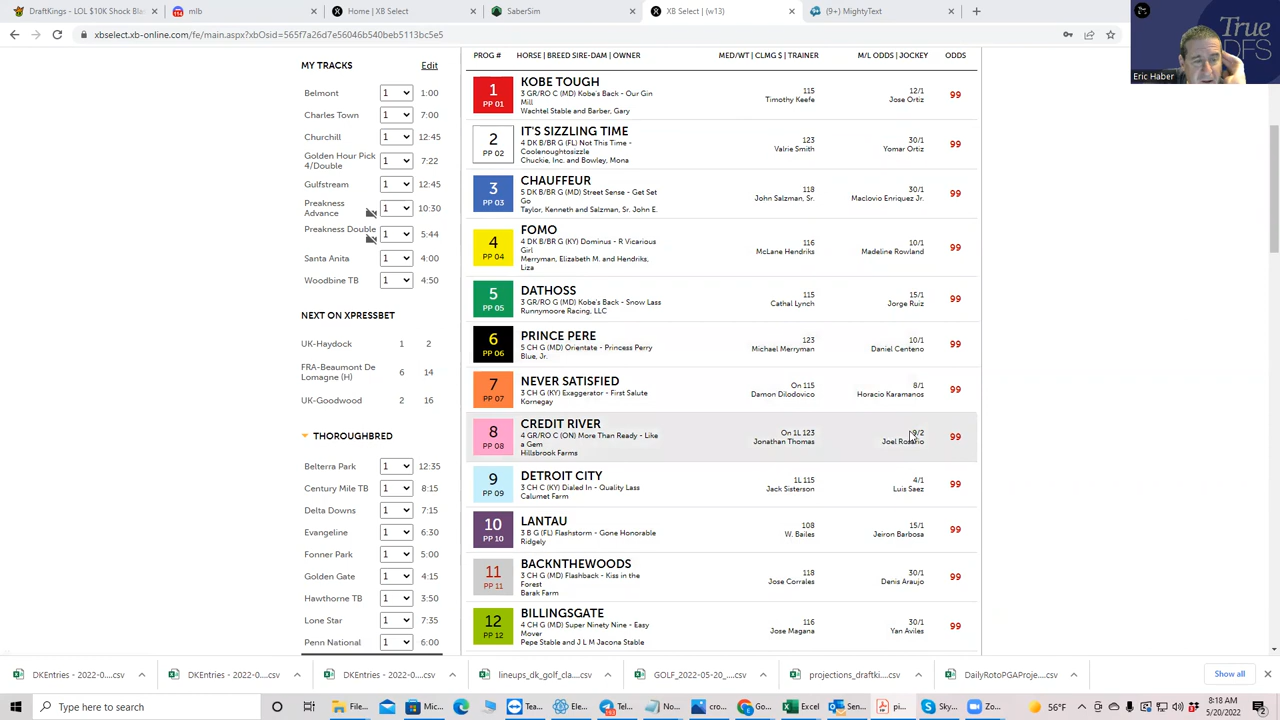 DraftKings - LOL $10K Shock Bla
mlb
Home | XB Select
SaberSim
XB Select | (w13)
(9+) MightyText
xbselect.xb-online.com/fe/main.aspx?xbOsid=565f7a26d7e56046b540beb5113bc5e5
True
DFS
Eric Haber
MY TRACKS Edit
Belmont 1 1:00
Charles Town 1 7:00
Churchill 1 12:45
Golden Hour Pick
4/Double 1 7:22
Gulfstream 1 12:45
Preakness
Advance 1 10:30
Preakness Double 1 5:44
Santa Anita 1 4:00
Woodbine TB 1 4:50
NEXT ON XPRESSBET
UK-Haydock 1 2
FRA-Beaumont De
Lomagne (H) 6 14
UK-Goodwood 2 16
THOROUGHBRED
Belterra Park 1 12:35
Century Mile TB 1 8:15
Delta Downs 1 7:15
Evangeline 1 6:30
Fonner Park 1 5:00
Golden Gate 1 4:15
Hawthorne TB 1 3:50
Lone Star 1 7:35
Penn National 1 6:00
PROG # HORSE | BREED SIRE-DAM | OWNER MED/WT | CLMG $ | TRAINER M/L ODDS | JOCKEY ODDS
1 KOBE TOUGH
PP 01
3 GR/RO C (MD) Kobe's Back - Our Gin
Mill
Wachtel Stable and Barber, Gary
115
Timothy Keefe
12/1
Jose Ortiz
99
2 IT'S SIZZLING TIME
PP 02
4 DK B/BR G (FL) Not This Time -
Coolenoughtosizzle
Chuckie, Inc. and Bowley, Mona
123
Valrie Smith
30/1
Yomar Ortiz
99
3 CHAUFFEUR
PP 03
5 DK B/BR G (MD) Street Sense - Get Set
Go
Taylor, Kenneth and Salzman, Sr. John E.
118
John Salzman, Sr.
30/1
Maclovio Enriquez Jr.
99
4 FOMO
PP 04
4 DK B/BR G (KY) Dominus - R Vicarious
Girl
Merryman, Elizabeth M. and Hendriks,
Liza
116
McLane Hendriks
10/1
Madeline Rowland
99
5 DATHOSS
PP 05
3 GR/RO G (MD) Kobe's Back - Snow Lass
Runnymoore Racing, LLC
115
Cathal Lynch
15/1
Jorge Ruiz
99
6 PRINCE PERE
PP 06
5 CH G (MD) Orientate - Princess Perry
Blue, Jr.
123
Michael Merryman
10/1
Daniel Centeno
99
7 NEVER SATISFIED
PP 07
3 CH G (KY) Exaggerator - First Salute
Kornegay
On 115
Damon Dilodovico
8/1
Horacio Karamanos
99
8 CREDIT RIVER
PP 08
4 GR/RO C (ON) More Than Ready - Like
a Gem
Hillsbrook Farms
On 1L 123
Jonathan Thomas
9/2
Joel Rosario
99
9 DETROIT CITY
PP 09
3 CH C (KY) Dialed In - Quality Lass
Calumet Farm
1L 115
Jack Sisterson
4/1
Luis Saez
99
10 LANTAU
PP 10
3 B G (FL) Flashstorm - Gone Honorable
Ridgely
108
W. Bailes
15/1
Jeiron Barbosa
99
11 BACKNTHEWOODS
PP 11
3 CH G (MD) Flashback - Kiss in the
Forest
Barak Farm
118
Jose Corrales
30/1
Denis Araujo
99
12 BILLINGSGATE
PP 12
4 CH G (MD) Super Ninety Nine - Easy
Mover
Pepe Stable and J L M Jacona Stable
116
Jose Magana
30/1
Yan Aviles
99
DKEntries - 2022-0....csv
DKEntries - 2022-0....csv
DKEntries - 2022-0....csv
lineups_dk_golf_cla....csv
GOLF_2022-05-20_....csv
projections_draftki....csv
DailyRotoPGAProje....csv
Show all
Type here to search
File...
Micr...
Tea...
Ele...
Tel...
No...
cro...
Go...
Excel
Sen...
pi...
Sk...
Zo...
56°F
8:18 AM
5/20/2022